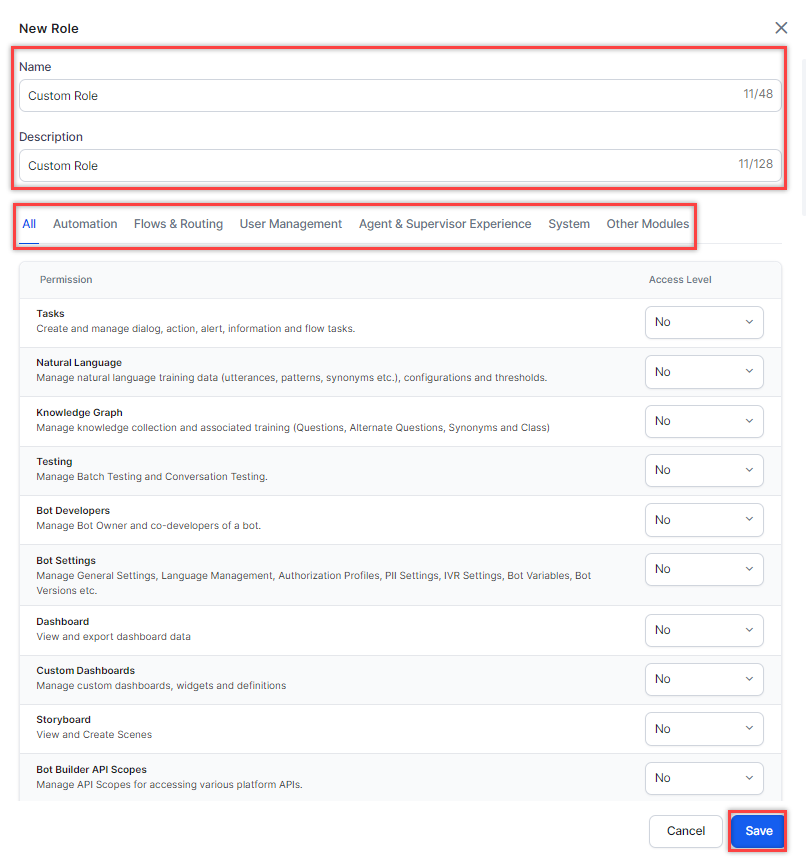 New Role
Name
Custom Role 11/48
Description
Custom Role 11/128
All Automation Flows & Routing User Management Agent & Supervisor Experience System Other Modules
Permission Access Level
Tasks
Create and manage dialog, action, alert, information and flow tasks.
No
Natural Language
Manage natural language training data (utterances, patterns, synonyms etc.), configurations and thresholds.
No
Knowledge Graph
Manage knowledge collection and associated training (Questions, Alternate Questions, Synonyms and Class)
No
Testing
Manage Batch Testing and Conversation Testing.
No
Bot Developers
Manage Bot Owner and co-developers of a bot.
No
Bot Settings
Manage General Settings, Language Management, Authorization Profiles, PII Settings, IVR Settings, Bot Variables, Bot
Versions etc.
No
Dashboard
View and export dashboard data
No
Custom Dashboards
Manage custom dashboards, widgets and definitions
No
Storyboard
View and Create Scenes
No
Bot Builder API Scopes
Manage API Scopes for accessing various platform APIs.
No
Cancel Save